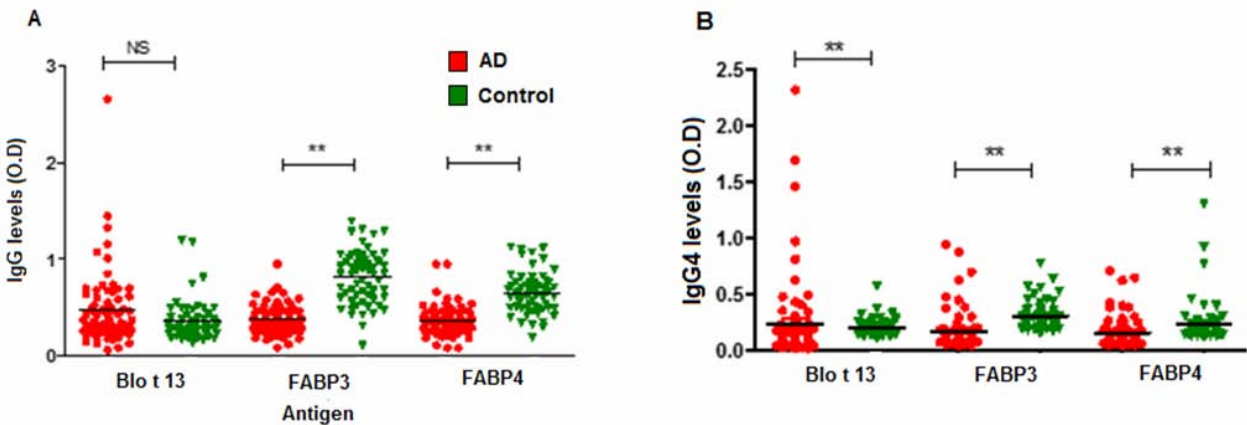 A
NS
AD
Control
**
**
3
2
1
0
IgG levels (O.D)
Blo t 13
FABP3
FABP4
Antigen
B
**
**
**
2.5
2.0
1.5
1.0
0.5
0.0
IgG4 levels (O.D)
Blo t 13
FABP3
FABP4